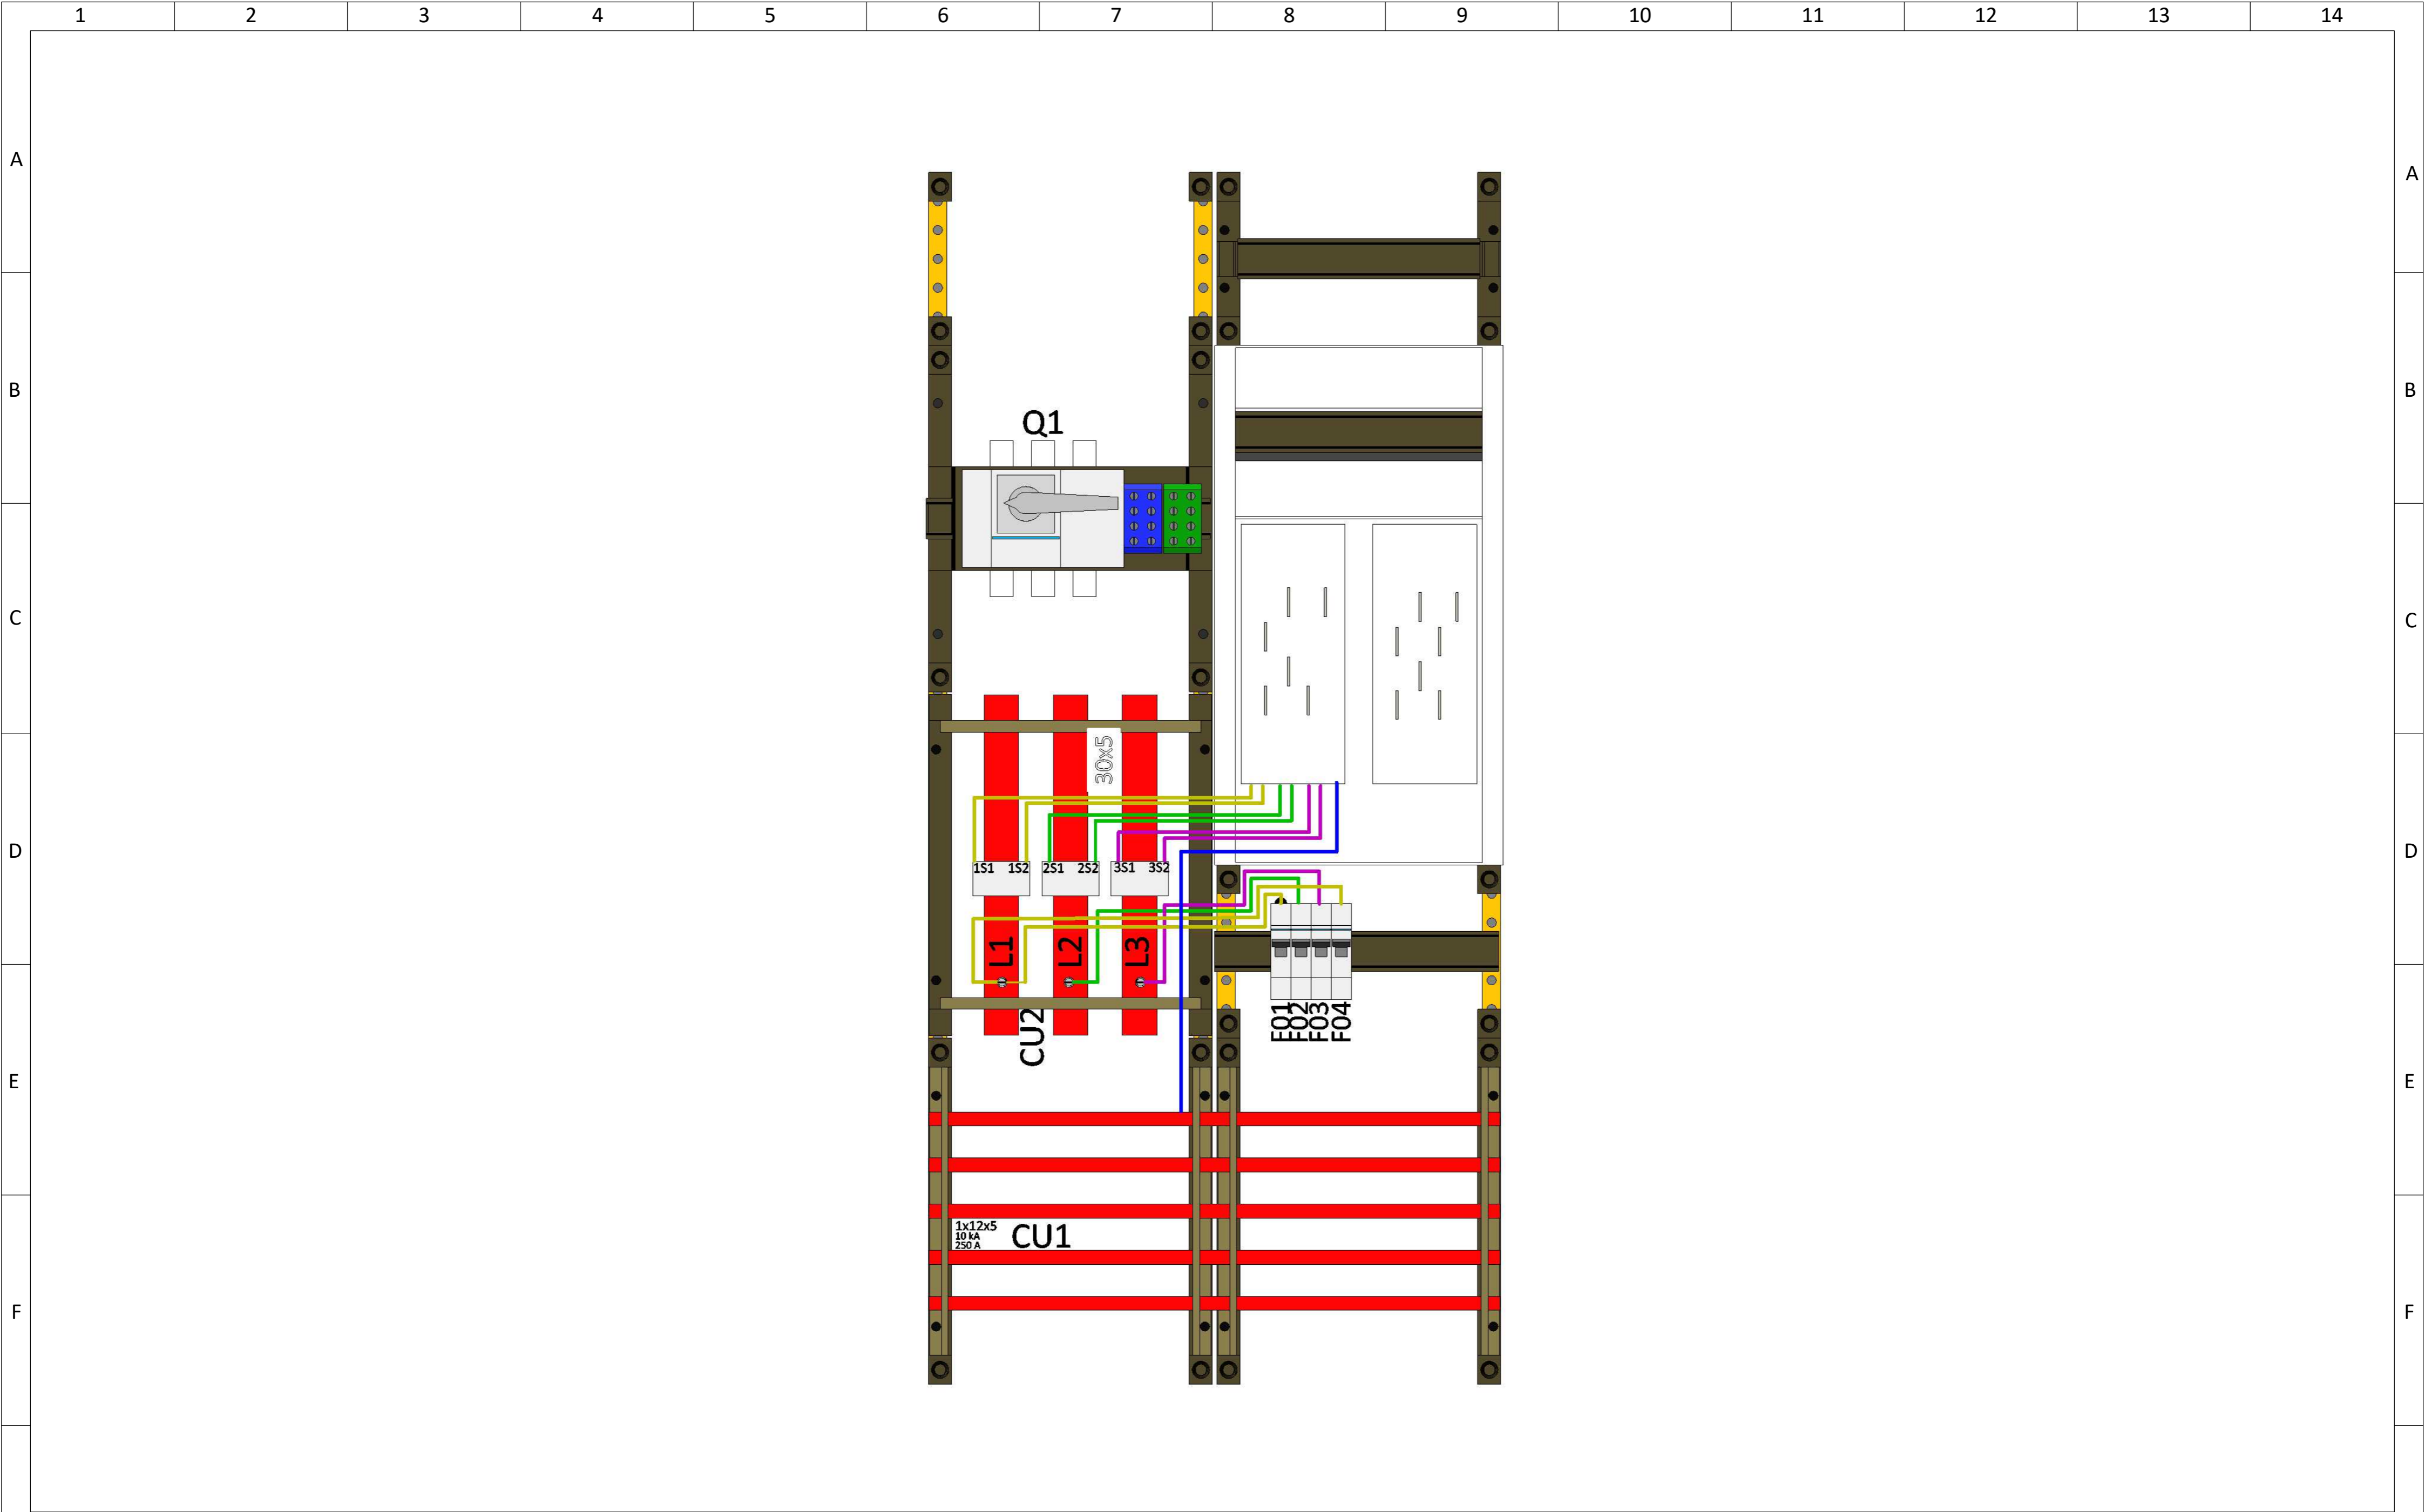 1 2 3 4 5 6 7 8 9 10 11 12 13 14
A A
B B
Q1
C C
30x5
D D
1S1 1S2 2S1 2S2 3S1 3S2
L1 L2 L3
F01
F02
F03
F04
CU2
E E
1x12x5
10 kA
250 A
CU1
F F